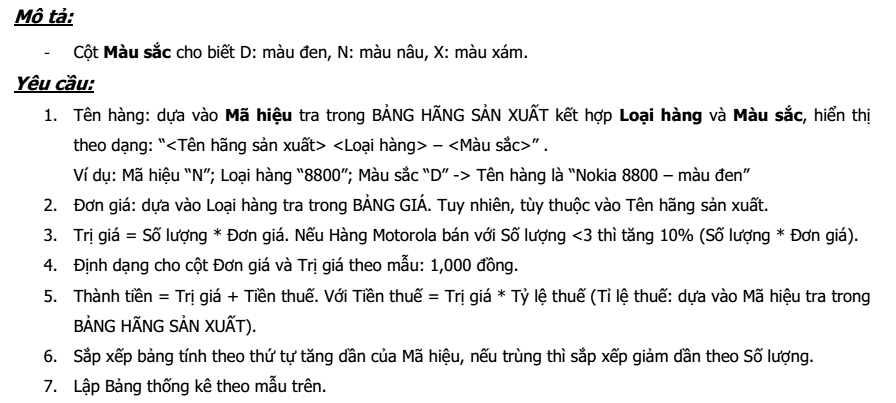 Mô tả:
- Cột Màu sắc cho biết D: màu đen, N: màu nâu, X: màu xám.
Yêu cầu:
1. Tên hàng: dựa vào Mã hiệu tra trong BẢNG HÃNG SẢN XUẤT kết hợp Loại hàng và Màu sắc, hiển thị
theo dạng: “<Tên hãng sản xuất> <Loại hàng> – <Màu sắc>” .
Ví dụ: Mã hiệu “N”; Loại hàng “8800”; Màu sắc “D” -> Tên hàng là “Nokia 8800 – màu đen”
2. Đơn giá: dựa vào Loại hàng tra trong BẢNG GIÁ. Tuy nhiên, tùy thuộc vào Tên hãng sản xuất.
3. Trị giá = Số lượng * Đơn giá. Nếu Hàng Motorola bán với Số lượng <3 thì tăng 10% (Số lượng * Đơn giá).
4. Định dạng cho cột Đơn giá và Trị giá theo mẫu: 1,000 đồng.
5. Thành tiền = Trị giá + Tiền thuế. Với Tiền thuế = Trị giá * Tỷ lệ thuế (Tỉ lệ thuế: dựa vào Mã hiệu tra trong
BẢNG HÃNG SẢN XUẤT).
6. Sắp xếp bảng tính theo thứ tự tăng dần của Mã hiệu, nếu trùng thì sắp xếp giảm dần theo Số lượng.
7. Lập Bảng thống kê theo mẫu trên.